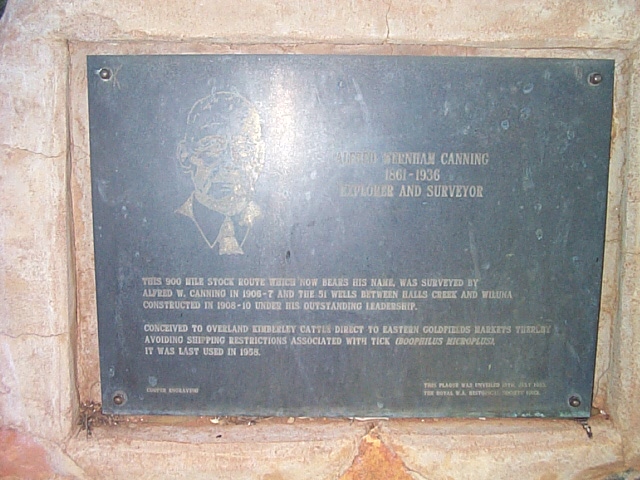 ALFRED WERNHAM CANNING
1861-1936
EXPLORER AND SURVEYOR
THIS 900 MILE STOCK ROUTE WHICH NOW BEARS HIS NAME, WAS SURVEYED BY
ALFRED W. CANNING IN 1906-7 AND THE 51 WELLS BETWEEN HALLS CREEK AND WILUNA
CONSTRUCTED IN 1908-10 UNDER HIS OUTSTANDING LEADERSHIP.
CONCEIVED TO OVERLAND KIMBERLEY CATTLE DIRECT TO EASTERN GOLDFIELDS MARKETS THEREBY
AVOIDING SHIPPING RESTRICTIONS ASSOCIATED WITH TICK (BOOPHILUS MICROPLUS).
IT WAS LAST USED IN 1958.
THIS PLAQUE WAS UNVEILED JULY
THE ROYAL W.A. HISTORICAL SOCIETY